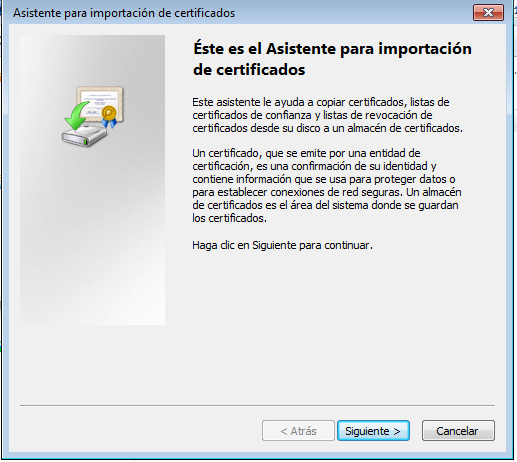 Asistente para importación de certificados
Éste es el Asistente para importación
de certificados
Este asistente le ayuda a copiar certificados, listas de
certificados de confianza y listas de revocación de
certificados desde su disco a un almacén de certificados.
Un certificado, que se emite por una entidad de
certificación, es una confirmación de su identidad y
contiene información que se usa para proteger datos o
para establecer conexiones de red seguras. Un almacén
de certificados es el área del sistema donde se guardan
los certificados.
Haga clic en Siguiente para continuar.
< Atrás Siguiente > Cancelar